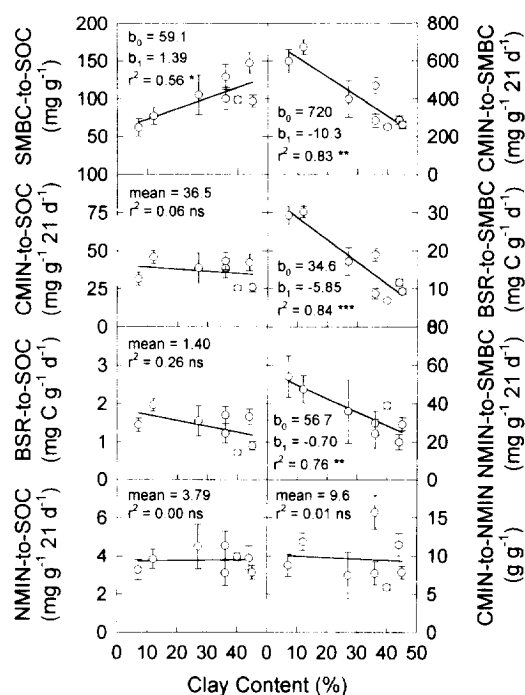 SMBC-to-SOC
(mg g⁻¹)
200
150
100
50
100
b₀ = 59.1
b₁ = 1.39
r² = 0.56 *
800
600
400
200
0
b₀ = 720
b₁ = -10.3
r² = 0.83 **
CMIN-to-SMBC
(mg g⁻¹ 21 d⁻¹)
CMIN-to-SOC
(mg g⁻¹ 21 d⁻¹)
75
50
25
0
mean = 36.5
r² = 0.06 ns
30
20
10
b₀ = 34.6
b₁ = -5.85
r² = 0.84 ***
BSR-to-SMBC
(mg C g⁻¹ d⁻¹)
BSR-to-SOC
(mg C g⁻¹ d⁻¹)
3
2
1
0
mean = 1.40
r² = 0.26 ns
60
40
20
0
b₀ = 56.7
b₁ = -0.70
r² = 0.76 **
NMIN-to-SMBC
(mg g⁻¹ 21 d⁻¹)
NMIN-to-SOC
(mg g⁻¹ 21 d⁻¹)
6
4
2
0
mean = 3.79
r² = 0.00 ns
mean = 9.6
r² = 0.01 ns
20
15
10
5
0
CMIN-to-NMIN
(g g⁻¹)
0 10 20 30 40 0 10 20 30 40 50
Clay Content (%)